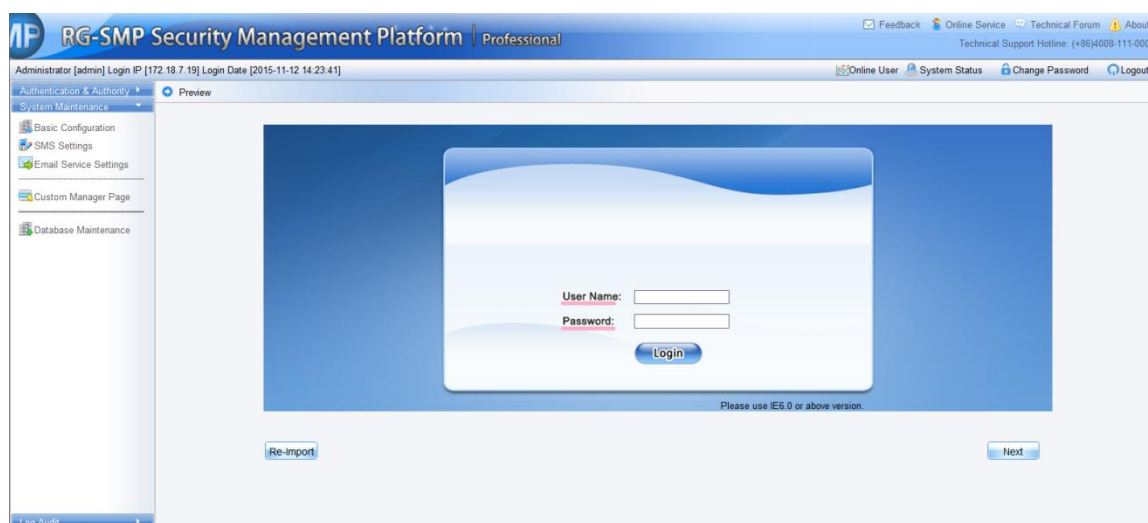 MP RG-SMP Security Management Platform | Professional
Feedback Online Service Technical Forum About
Technical Support Hotline: (+86)4008-111-000
Administrator [admin] Login IP [172.18.7.19] Login Date [2015-11-12 14:23:41]
Online User System Status Change Password Logout
Authentication & Authority
System Maintenance
Basic Configuration
SMS Settings
Email Service Settings
Custom Manager Page
Database Maintenance
Preview
User Name:
Password:
Login
Please use IE6.0 or above version.
Re-Import
Next
Log Audit